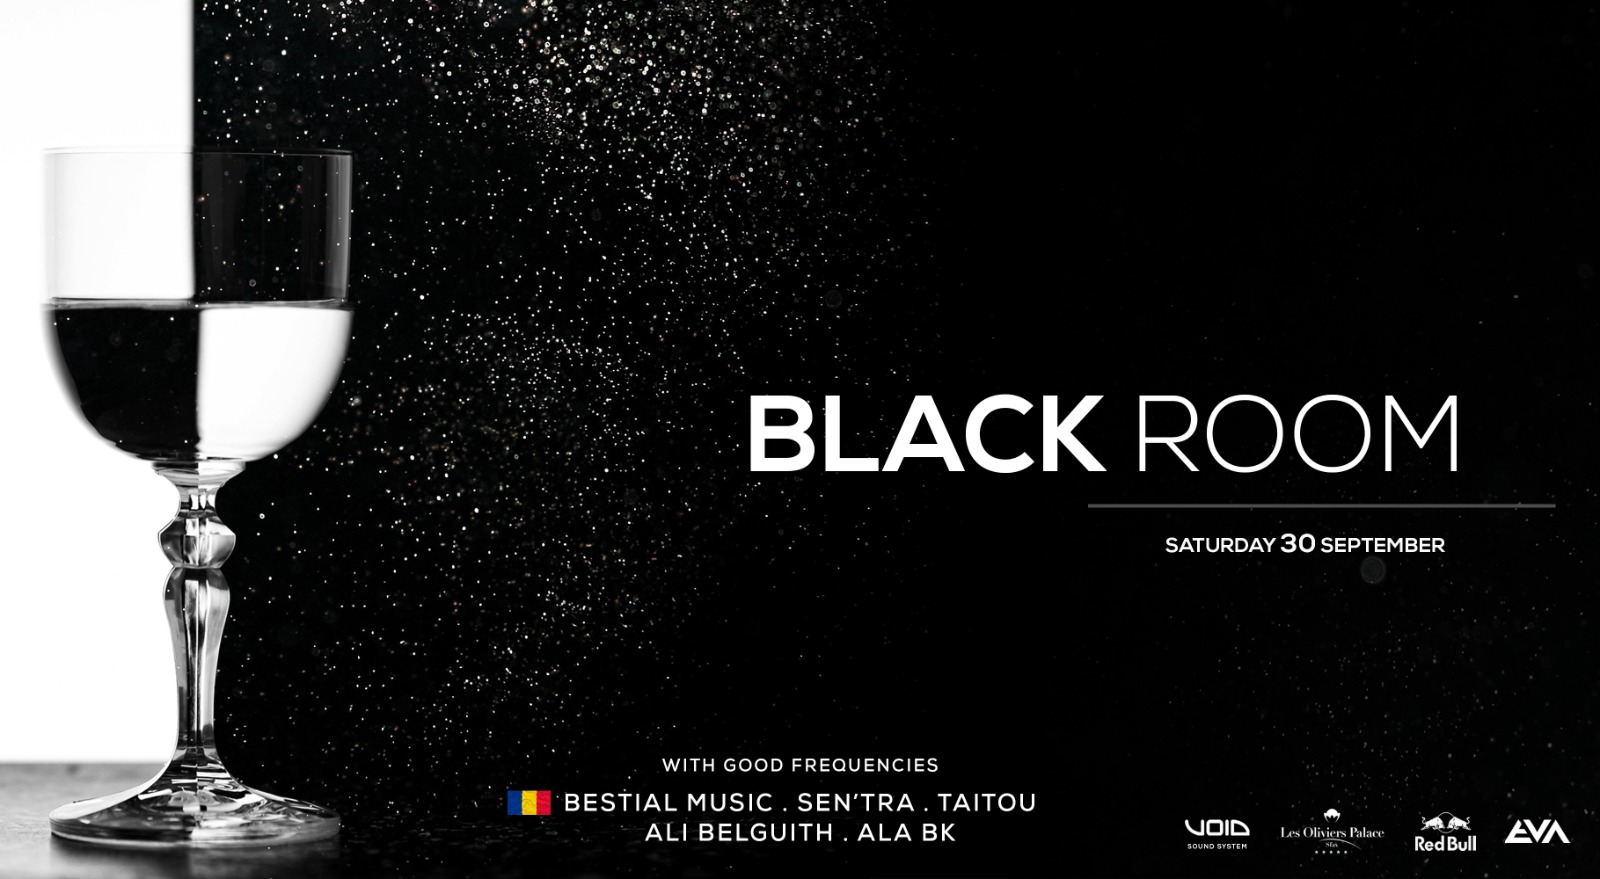 BLACK ROOM
SATURDAY 30 SEPTEMBER
WITH GOOD FREQUENCIES
BESTIAL MUSIC . SEN'TRA . TAITOU
ALI BELGUITH . ALA BK
VOID
SOUND SYSTEM
Les Oliviers Palace
Sfax
Red Bull
EVA